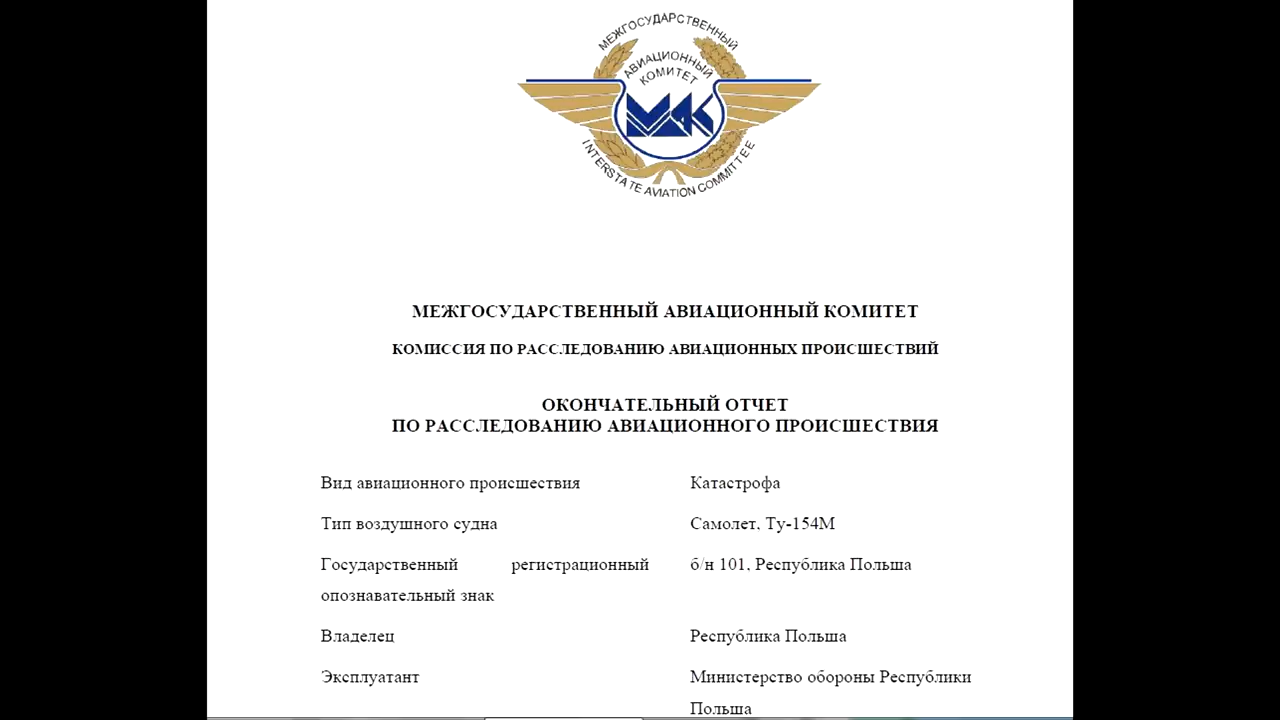 МЕЖГОСУДАРСТВЕННЫЙ
АВИАЦИОННЫЙ
КОМИТЕТ
МАК
INTERSTATE AVIATION COMMITTEE
МЕЖГОСУДАРСТВЕННЫЙ АВИАЦИОННЫЙ КОМИТЕТ
КОМИССИЯ ПО РАССЛЕДОВАНИЮ АВИАЦИОННЫХ ПРОИСШЕСТВИЙ
ОКОНЧАТЕЛЬНЫЙ ОТЧЕТ
ПО РАССЛЕДОВАНИЮ АВИАЦИОННОГО ПРОИСШЕСТВИЯ
Вид авиационного происшествия Катастрофа
Тип воздушного судна Самолет, Ту-154М
Государственный регистрационный б/н 101, Республика Польша
опознавательный знак
Владелец Республика Польша
Эксплуатант Министерство обороны Республики
Польша